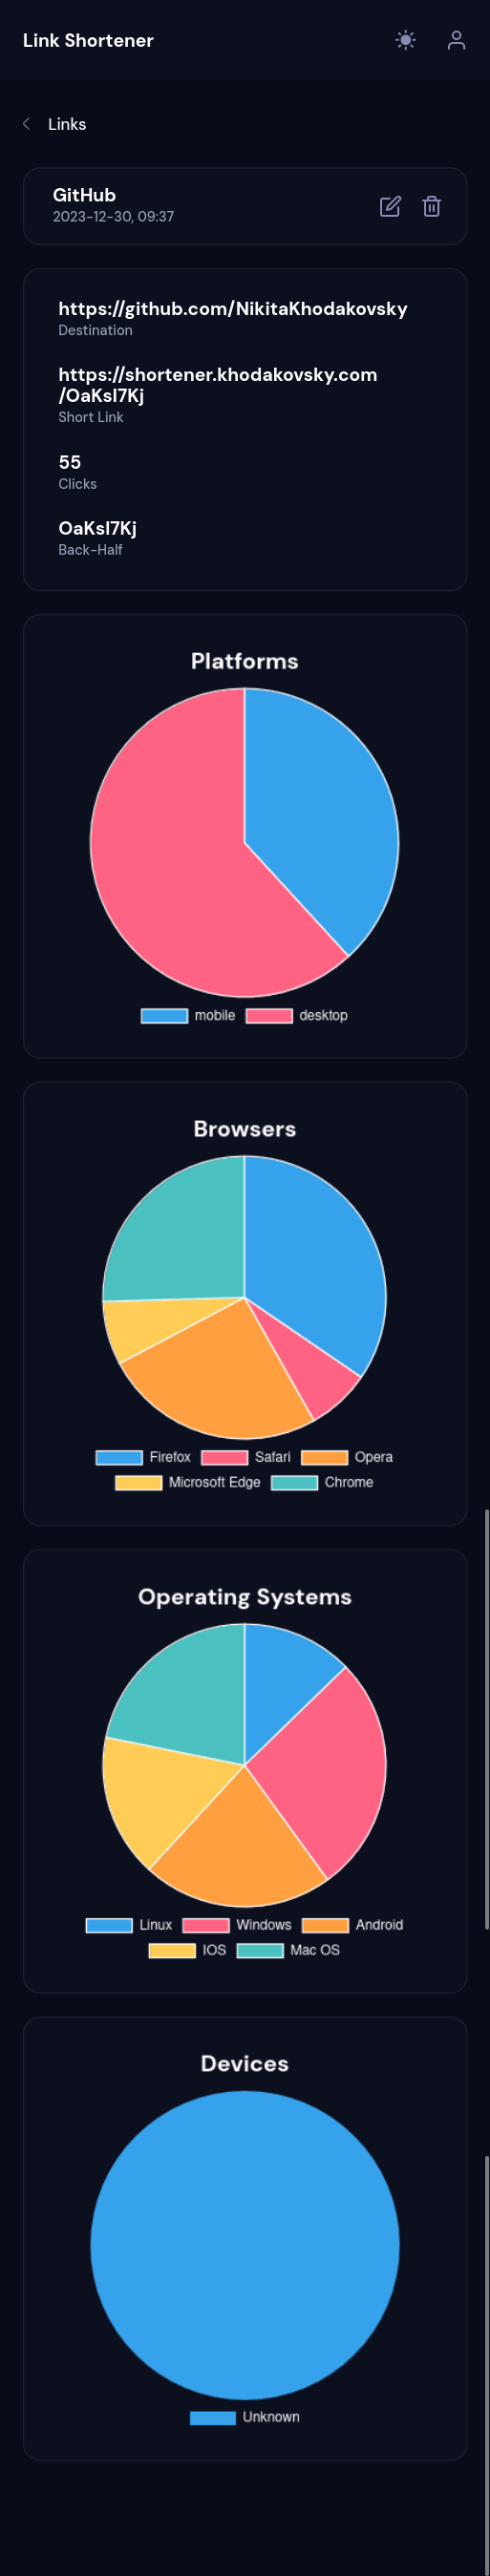 Link Shortener
Links
GitHub
2023-12-30, 09:37
https://github.com/NikitaKhodakovsky
Destination
https://shortener.khodakovsky.com
/OaKsI7Kj
Short Link
55
Clicks
OaKsI7Kj
Back-Half
Platforms
mobile desktop
Browsers
Firefox Safari Opera
Microsoft Edge Chrome
Operating Systems
Linux Windows Android
IOS Mac OS
Devices
Unknown